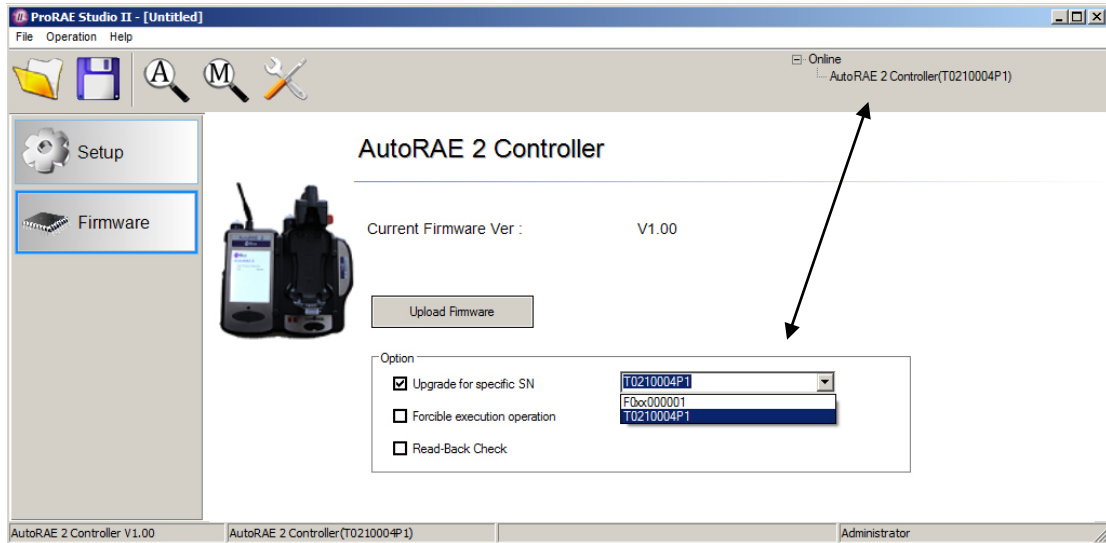 ProRAE Studio II - [Untitled]
File Operation Help
A
M
Online
AutoRAE 2 Controller(T0210004P1)
Setup
Firmware
AutoRAE 2 Controller
Current Firmware Ver : V1.00
Upload Firmware
Option
Upgrade for specific SN T0210004P1
F0xx000001
Forcible execution operation T0210004P1
Read-Back Check
AutoRAE 2 Controller V1.00 AutoRAE 2 Controller(T0210004P1) Administrator